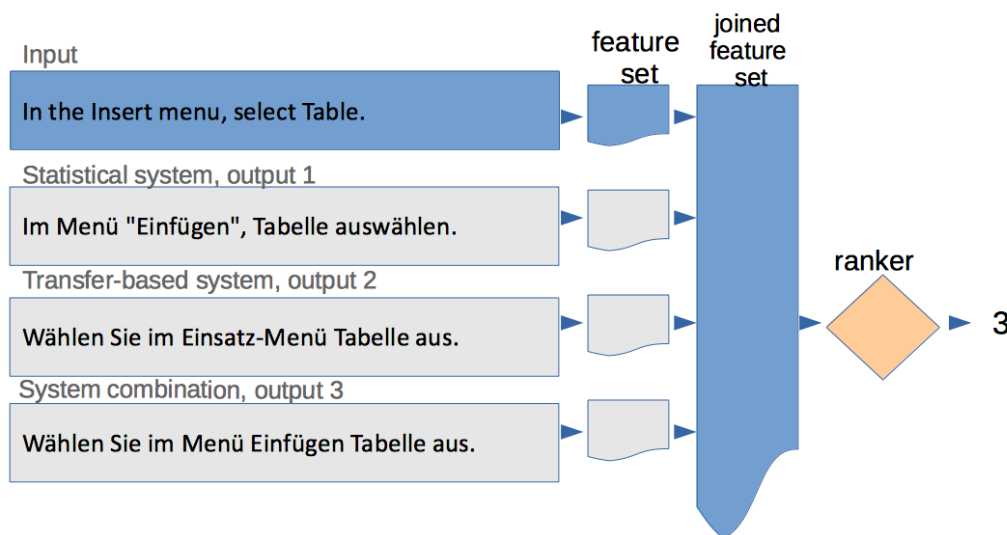 Input
In the Insert menu, select Table.
Statistical system, output 1
Im Menü "Einfügen", Tabelle auswählen.
Transfer-based system, output 2
Wählen Sie im Einsatz-Menü Tabelle aus.
System combination, output 3
Wählen Sie im Menü Einfügen Tabelle aus.
feature
set
joined
feature
set
ranker
3